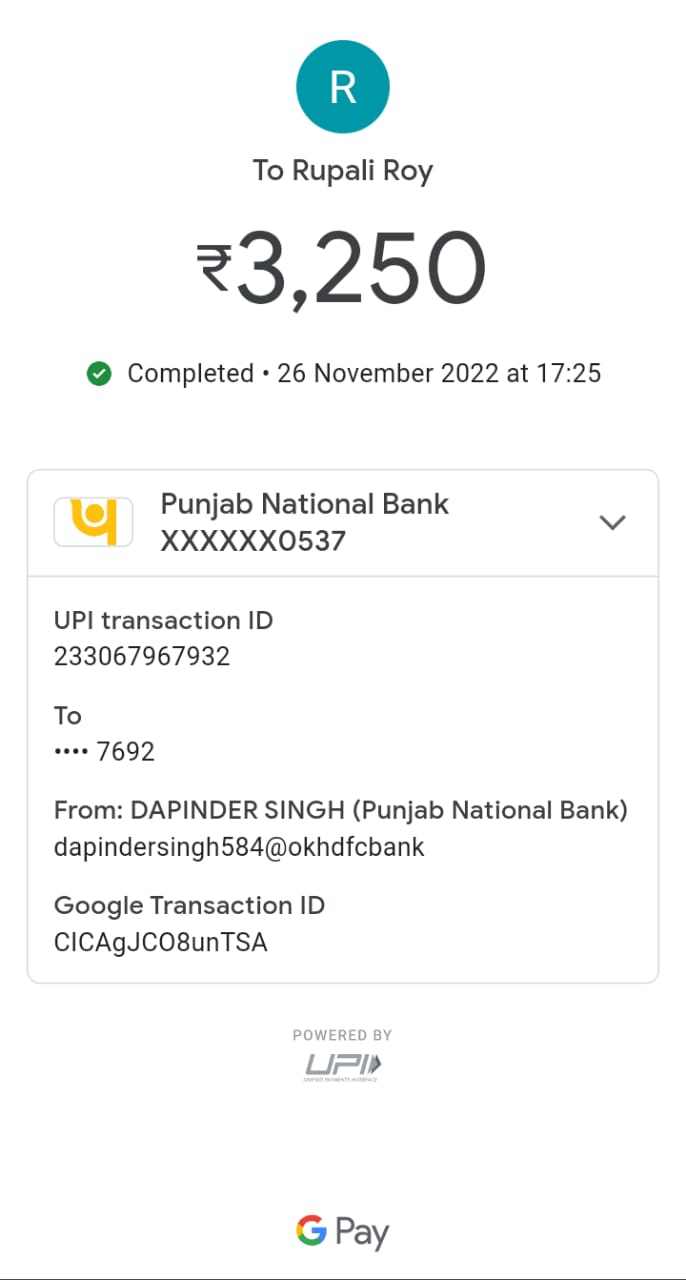 R
To Rupali Roy
₹3,250
Completed • 26 November 2022 at 17:25
Punjab National Bank
XXXXXX0537
UPI transaction ID
233067967932
To
•••• 7692
From: DAPINDER SINGH (Punjab National Bank)
dapindersingh584@okhdfcbank
Google Transaction ID
CICAgJCO8unTSA
POWERED BY
UPI
UNIFIED PAYMENTS INTERFACE
G Pay